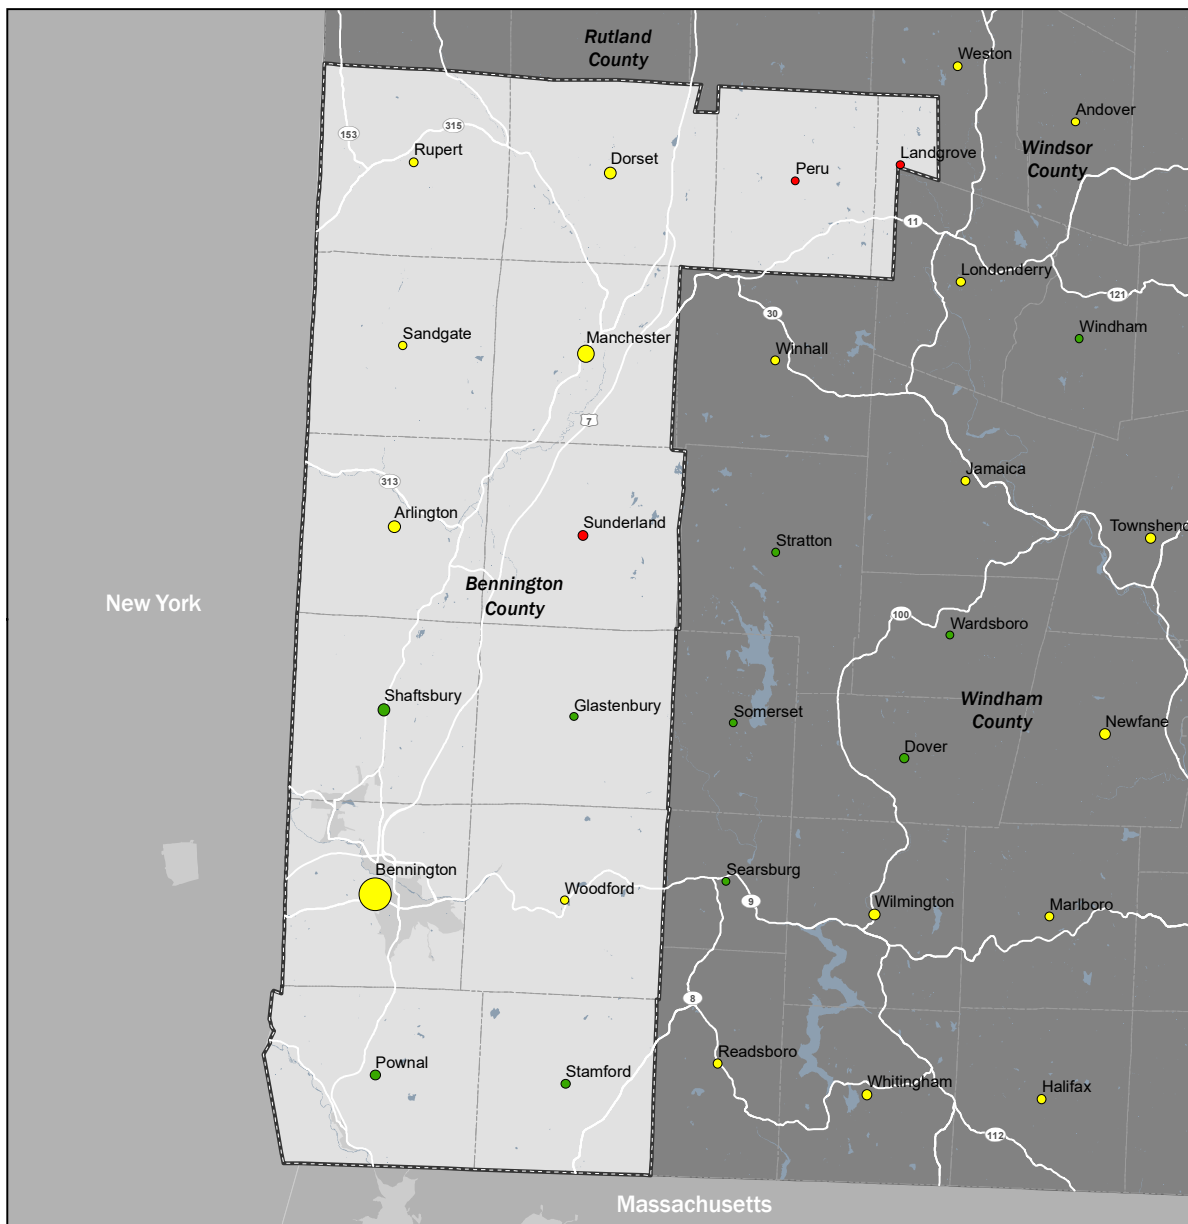 Rutland
County
Weston
Andover
153
315
Rupert
Dorset
Peru
Landgrove
Windsor
County
11
Londonderry
121
Windham
30
Sandgate
Manchester
Winhall
7
313
Arlington
Sunderland
Jamaica
Townshend
Stratton
Bennington
County
New York
100
Wardsboro
Shaftsbury
Glastenbury
Somerset
Windham
County
Newfane
Dover
Bennington
Woodford
Searsburg
9
Wilmington
Marlboro
8
Pownal
Stamford
Readsboro
Whitingham
Halifax
112
Massachusetts